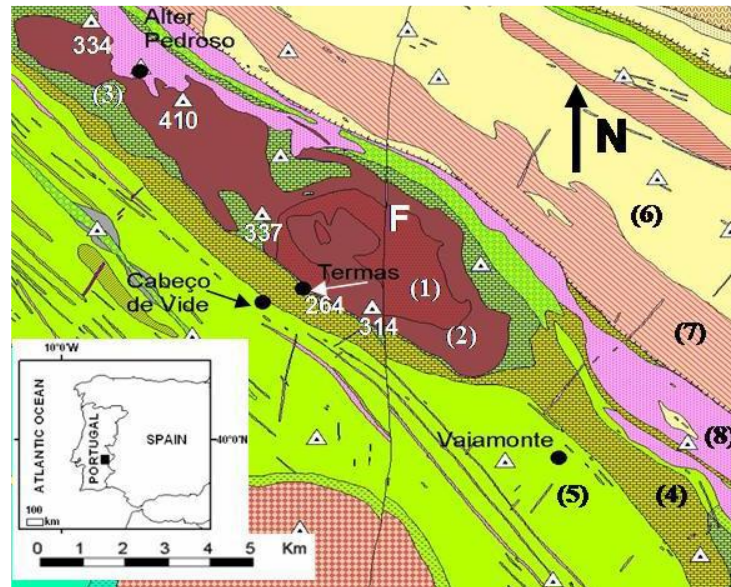 Alter
Pedroso
334
(3)
410
N
(6)
F
337
Termas
Cabeço
de Vide
264
(1)
314
(2)
(7)
(8)
Vaiamonte
(5)
(4)
10°0'W
ATLANTIC OCEAN
PORTUGAL
SPAIN
40°0'N
100
km
0 1 2 3 4 5 Km